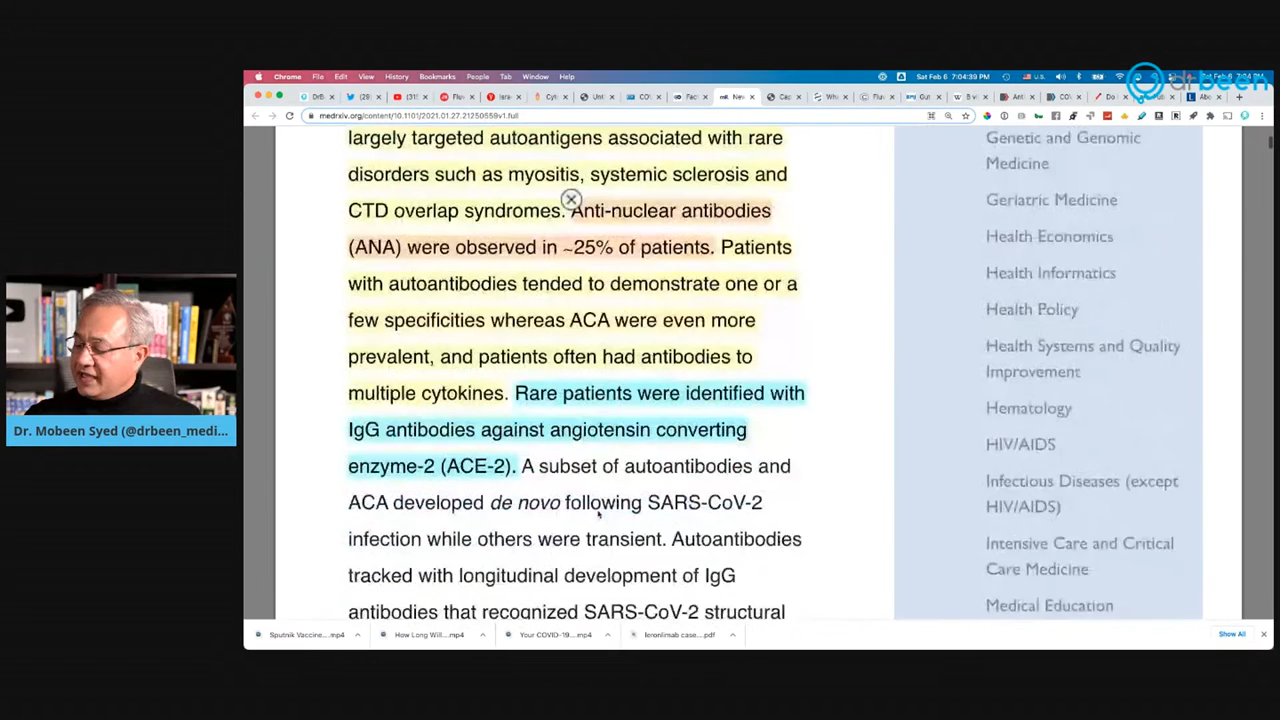 Chrome File Edit View History Bookmarks People Tab Window Help
Sat Feb 6 7:04:39 PM
U.S.
drbeen
medrxiv.org/content/10.1101/2021.01.27.21250559v1.full
largely targeted autoantigens associated with rare
disorders such as myositis, systemic sclerosis and
CTD overlap syndromes. Anti-nuclear antibodies
(ANA) were observed in ~25% of patients. Patients
with autoantibodies tended to demonstrate one or a
few specificities whereas ACA were even more
prevalent, and patients often had antibodies to
multiple cytokines. Rare patients were identified with
IgG antibodies against angiotensin converting
enzyme-2 (ACE-2). A subset of autoantibodies and
ACA developed de novo following SARS-CoV-2
infection while others were transient. Autoantibodies
tracked with longitudinal development of IgG
antibodies that recognized SARS-CoV-2 structural
Genetic and Genomic
Medicine
Geriatric Medicine
Health Economics
Health Informatics
Health Policy
Health Systems and Quality
Improvement
Hematology
HIV/AIDS
Infectious Diseases (except
HIV/AIDS)
Intensive Care and Critical
Care Medicine
Medical Education
Dr. Mobeen Syed (@drbeen_medi...
Sputnik Vaccine....mp4
How Long Will...mp4
Your COVID-19....mp4
leronlimab case....pdf
Show All